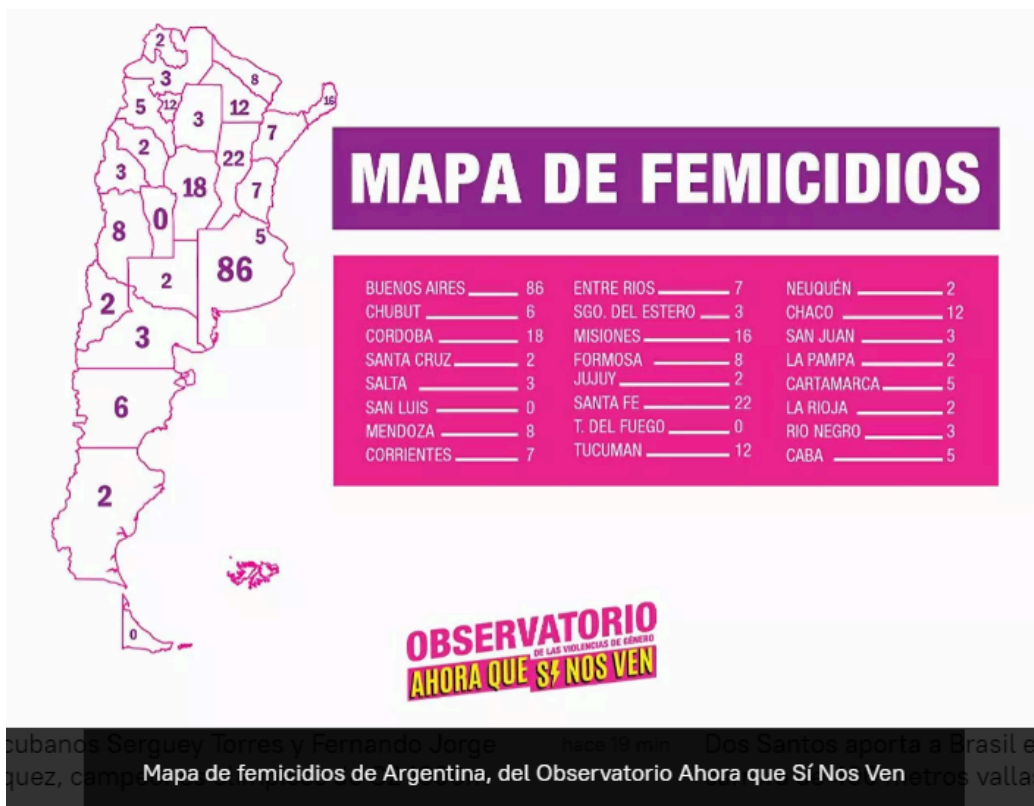 2
3
8
5
12
3
12
16
7
2
22
3
18
7
0
8
5
86
2
2
3
6
2
0
MAPA DE FEMICIDIOS
BUENOS AIRES 86
CHUBUT 6
CORDOBA 18
SANTA CRUZ 2
SALTA 3
SAN LUIS 0
MENDOZA 8
CORRIENTES 7
ENTRE RIOS 7
SGO. DEL ESTERO 3
MISIONES 16
FORMOSA 8
JUJUY 2
SANTA FE 22
T. DEL FUEGO 0
TUCUMAN 12
NEUQUÉN 2
CHACO 12
SAN JUAN 3
LA PAMPA 2
CARTAMARCA 5
LA RIOJA 2
RIO NEGRO 3
CABA 5
OBSERVATORIO
DE LAS VIOLENCIAS DE GÉNERO
AHORA QUE SÍ NOS VEN
cubanos Serguey Torres y Fernando Jorge
hace 19 min
Dos Santos aporta a Brasil e
quez, campe
metros valla
Mapa de femicidios de Argentina, del Observatorio Ahora que Sí Nos Ven